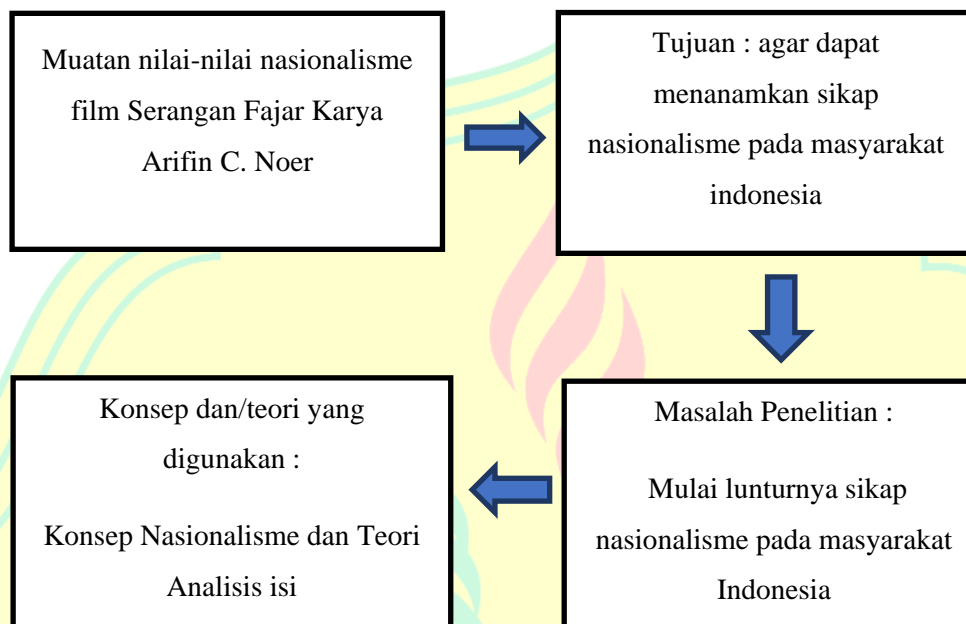 Muatan nilai-nilai nasionalisme
film Serangan Fajar Karya
Arifin C. Noer
Tujuan : agar dapat
menanamkan sikap
nasionalisme pada masyarakat
indonesia
Masalah Penelitian :
Mulai lunturnya sikap
nasionalisme pada masyarakat
Indonesia
Konsep dan/teori yang
digunakan :
Konsep Nasionalisme dan Teori
Analisis isi